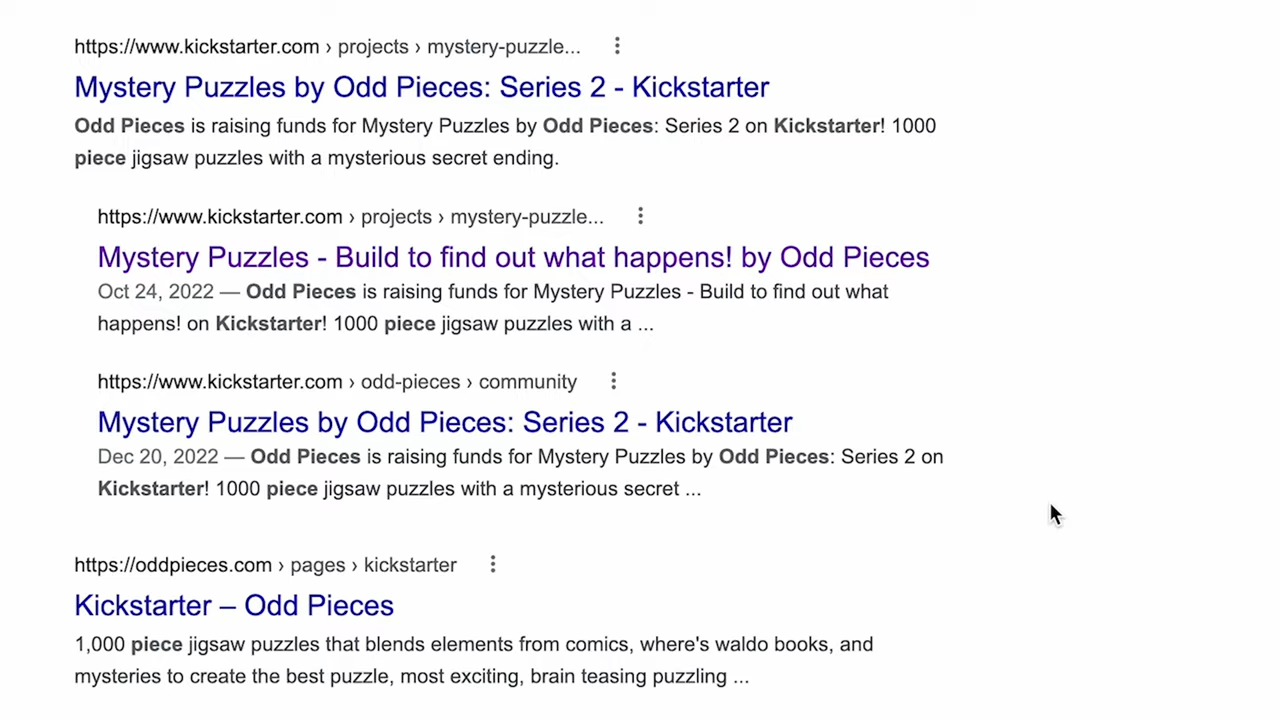 https://www.kickstarter.com › projects › mystery-puzzle...
Mystery Puzzles by Odd Pieces: Series 2 - Kickstarter
Odd Pieces is raising funds for Mystery Puzzles by Odd Pieces: Series 2 on Kickstarter! 1000
piece jigsaw puzzles with a mysterious secret ending.
https://www.kickstarter.com › projects › mystery-puzzle...
Mystery Puzzles - Build to find out what happens! by Odd Pieces
Oct 24, 2022 — Odd Pieces is raising funds for Mystery Puzzles - Build to find out what
happens! on Kickstarter! 1000 piece jigsaw puzzles with a ...
https://www.kickstarter.com › odd-pieces › community
Mystery Puzzles by Odd Pieces: Series 2 - Kickstarter
Dec 20, 2022 — Odd Pieces is raising funds for Mystery Puzzles by Odd Pieces: Series 2 on
Kickstarter! 1000 piece jigsaw puzzles with a mysterious secret ...
https://oddpieces.com › pages › kickstarter
Kickstarter – Odd Pieces
1,000 piece jigsaw puzzles that blends elements from comics, where's waldo books, and
mysteries to create the best puzzle, most exciting, brain teasing puzzling ...